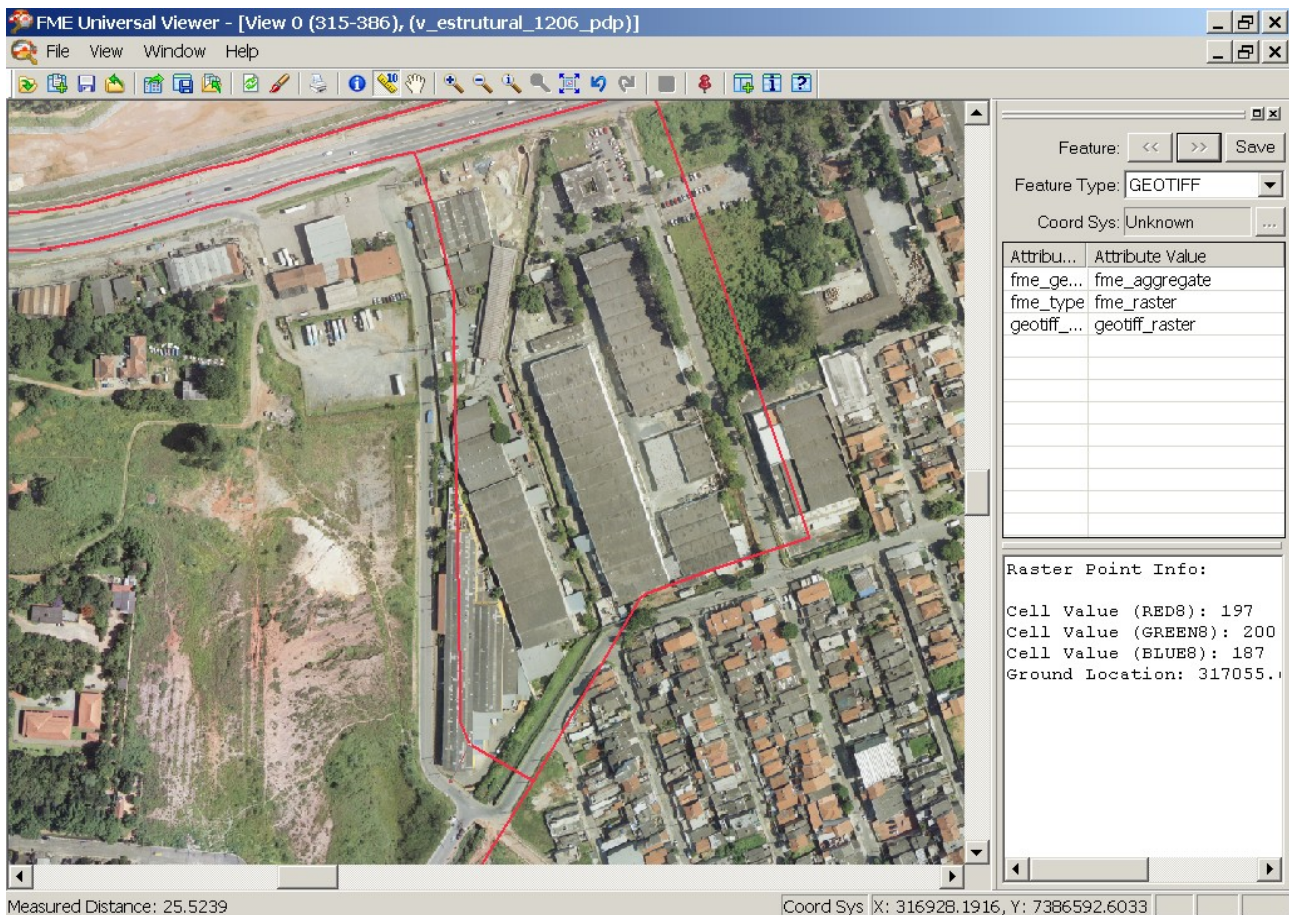 FME Universal Viewer - [View 0 (315-386), (v_estrutural_1206_pdp)]
File View Window Help
Feature: << >> Save
Feature Type: GEOTIFF
Coord Sys: Unknown ...
Attribu... Attribute Value
fme_ge... fme_aggregate
fme_type fme_raster
geotiff_... geotiff_raster
Raster Point Info:
Cell Value (RED8): 197
Cell Value (GREEN8): 200
Cell Value (BLUE8): 187
Ground Location: 317055.
Measured Distance: 25.5239
Coord Sys X: 316928.1916, Y: 7386592.6033